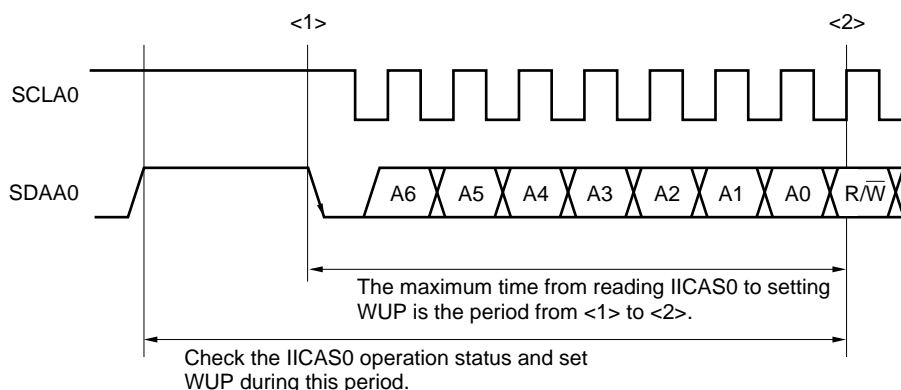 <1> <2>
SCLA0
SDAA0 A6 A5 A4 A3 A2 A1 A0 R/W̅
The maximum time from reading IICAS0 to setting
WUP is the period from <1> to <2>.
Check the IICAS0 operation status and set
WUP during this period.